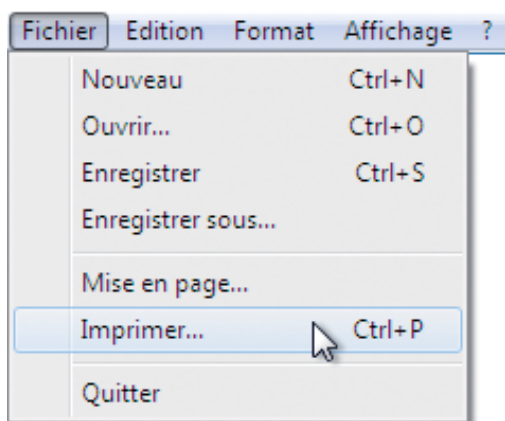 Fichier Edition Format Affichage ?
Nouveau Ctrl+N
Ouvrir... Ctrl+O
Enregistrer Ctrl+S
Enregistrer sous...
Mise en page...
Imprimer... Ctrl+P
Quitter